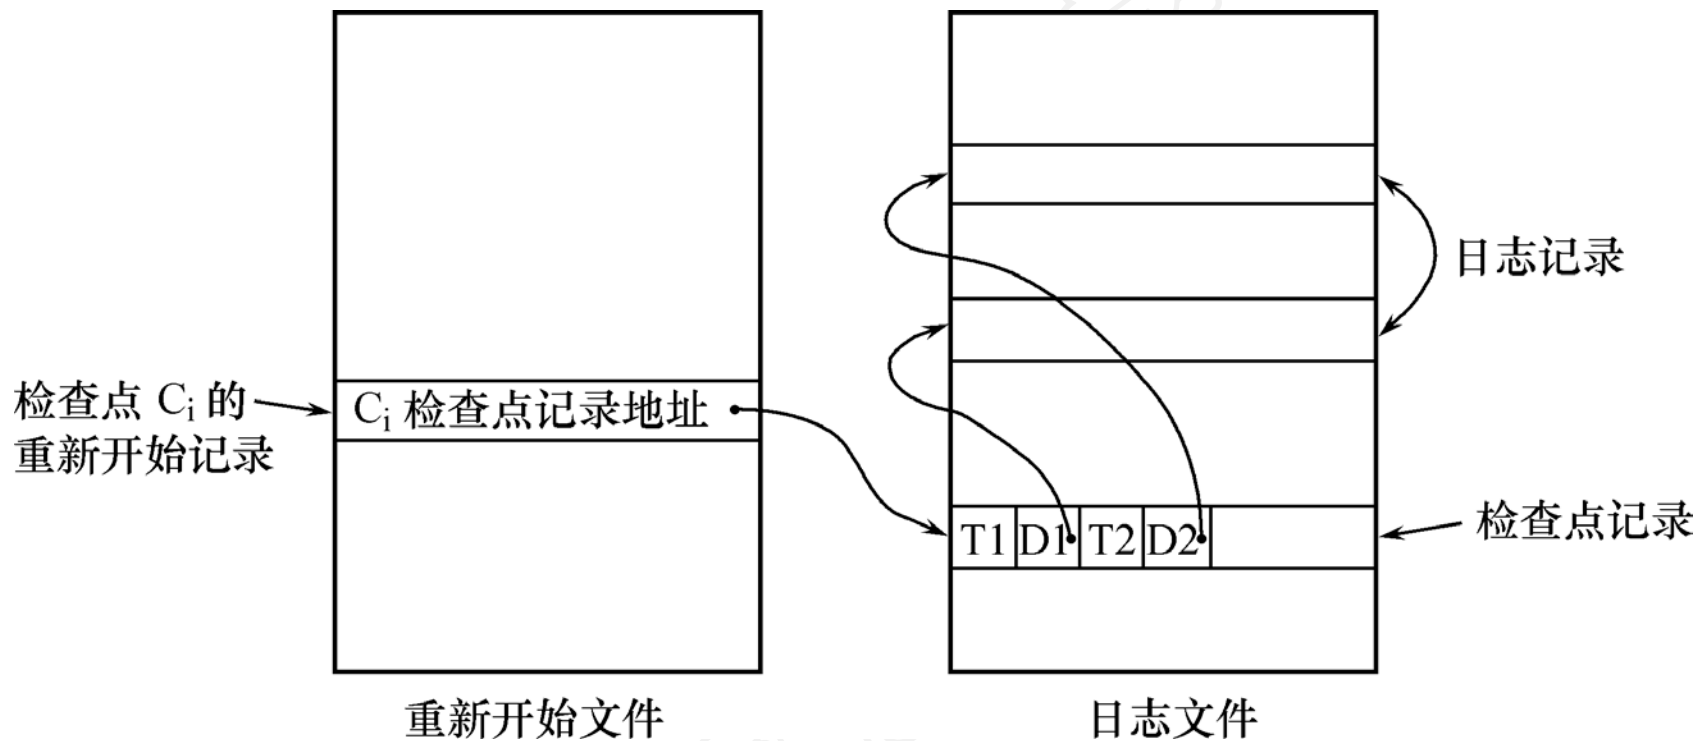 日志记录
检查点 Ci 的
重新开始记录
Ci 检查点记录地址
T1 D1 T2 D2
检查点记录
重新开始文件
日志文件